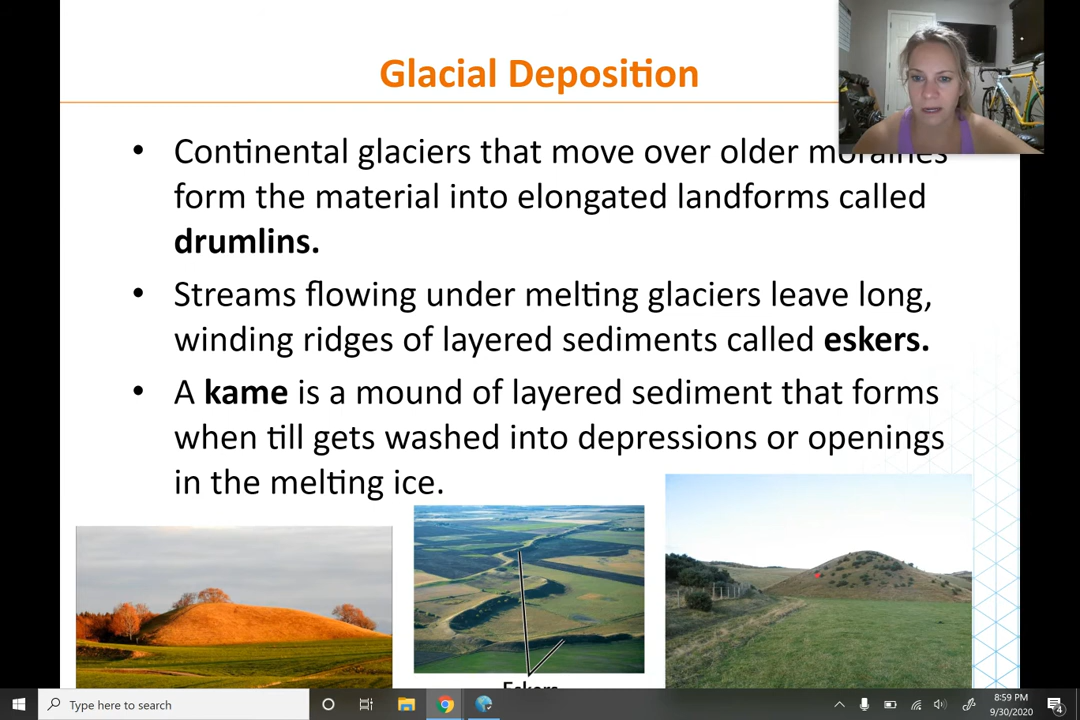 Glacial Deposition
• Continental glaciers that move over older moraines
form the material into elongated landforms called
drumlins.
• Streams flowing under melting glaciers leave long,
winding ridges of layered sediments called eskers.
• A kame is a mound of layered sediment that forms
when till gets washed into depressions or openings
in the melting ice.
Eskers
Type here to search
8:59 PM
9/30/2020
4